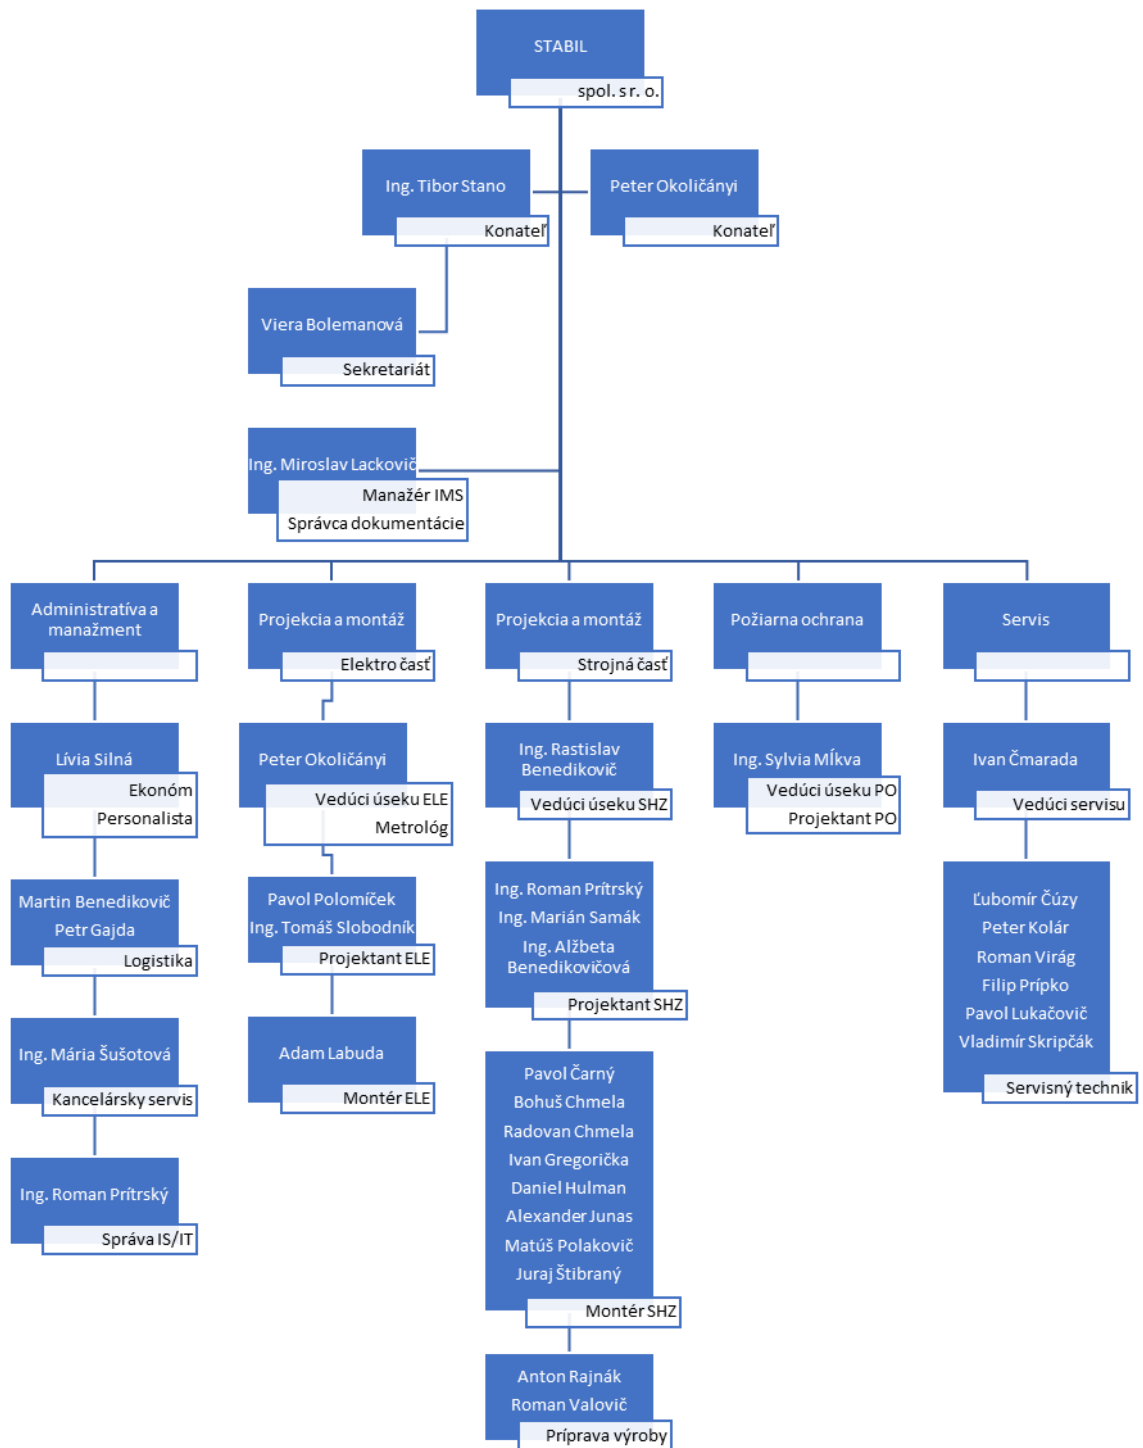 STABIL
spol. s r. o.
Ing. Tibor Stano
Konateľ
Peter Okoličányi
Konateľ
Viera Bolemanová
Sekretariát
Ing. Miroslav Lackovič
Manažér IMS
Správca dokumentácie
Administratíva a
manažment
Projekcia a montáž
Elektro časť
Projekcia a montáž
Strojná časť
Požiarna ochrana
Servis
Lívia Silná
Ekonóm
Personalista
Martin Benedikovič
Petr Gajda
Logistika
Ing. Mária Šušotová
Kancelársky servis
Ing. Roman Prítrský
Správa IS/IT
Peter Okoličányi
Vedúci úseku ELE
Metrológ
Pavol Polomíček
Ing. Tomáš Slobodník
Projektant ELE
Adam Labuda
Montér ELE
Ing. Rastislav
Benedikovič
Vedúci úseku SHZ
Ing. Roman Prítrský
Ing. Marián Samák
Ing. Alžbeta
Benedikovičová
Projektant SHZ
Pavol Čarný
Bohuš Chmela
Radovan Chmela
Ivan Gregorička
Daniel Hulman
Alexander Junas
Matúš Polakovič
Juraj Štibraný
Montér SHZ
Anton Rajnák
Roman Valovič
Príprava výroby
Ing. Sylvia Mĺkva
Vedúci úseku PO
Projektant PO
Ivan Čmarada
Vedúci servisu
Ľubomír Čúzy
Peter Kolár
Roman Virág
Filip Prípko
Pavol Lukačovič
Vladimír Skripčák
Servisný technik